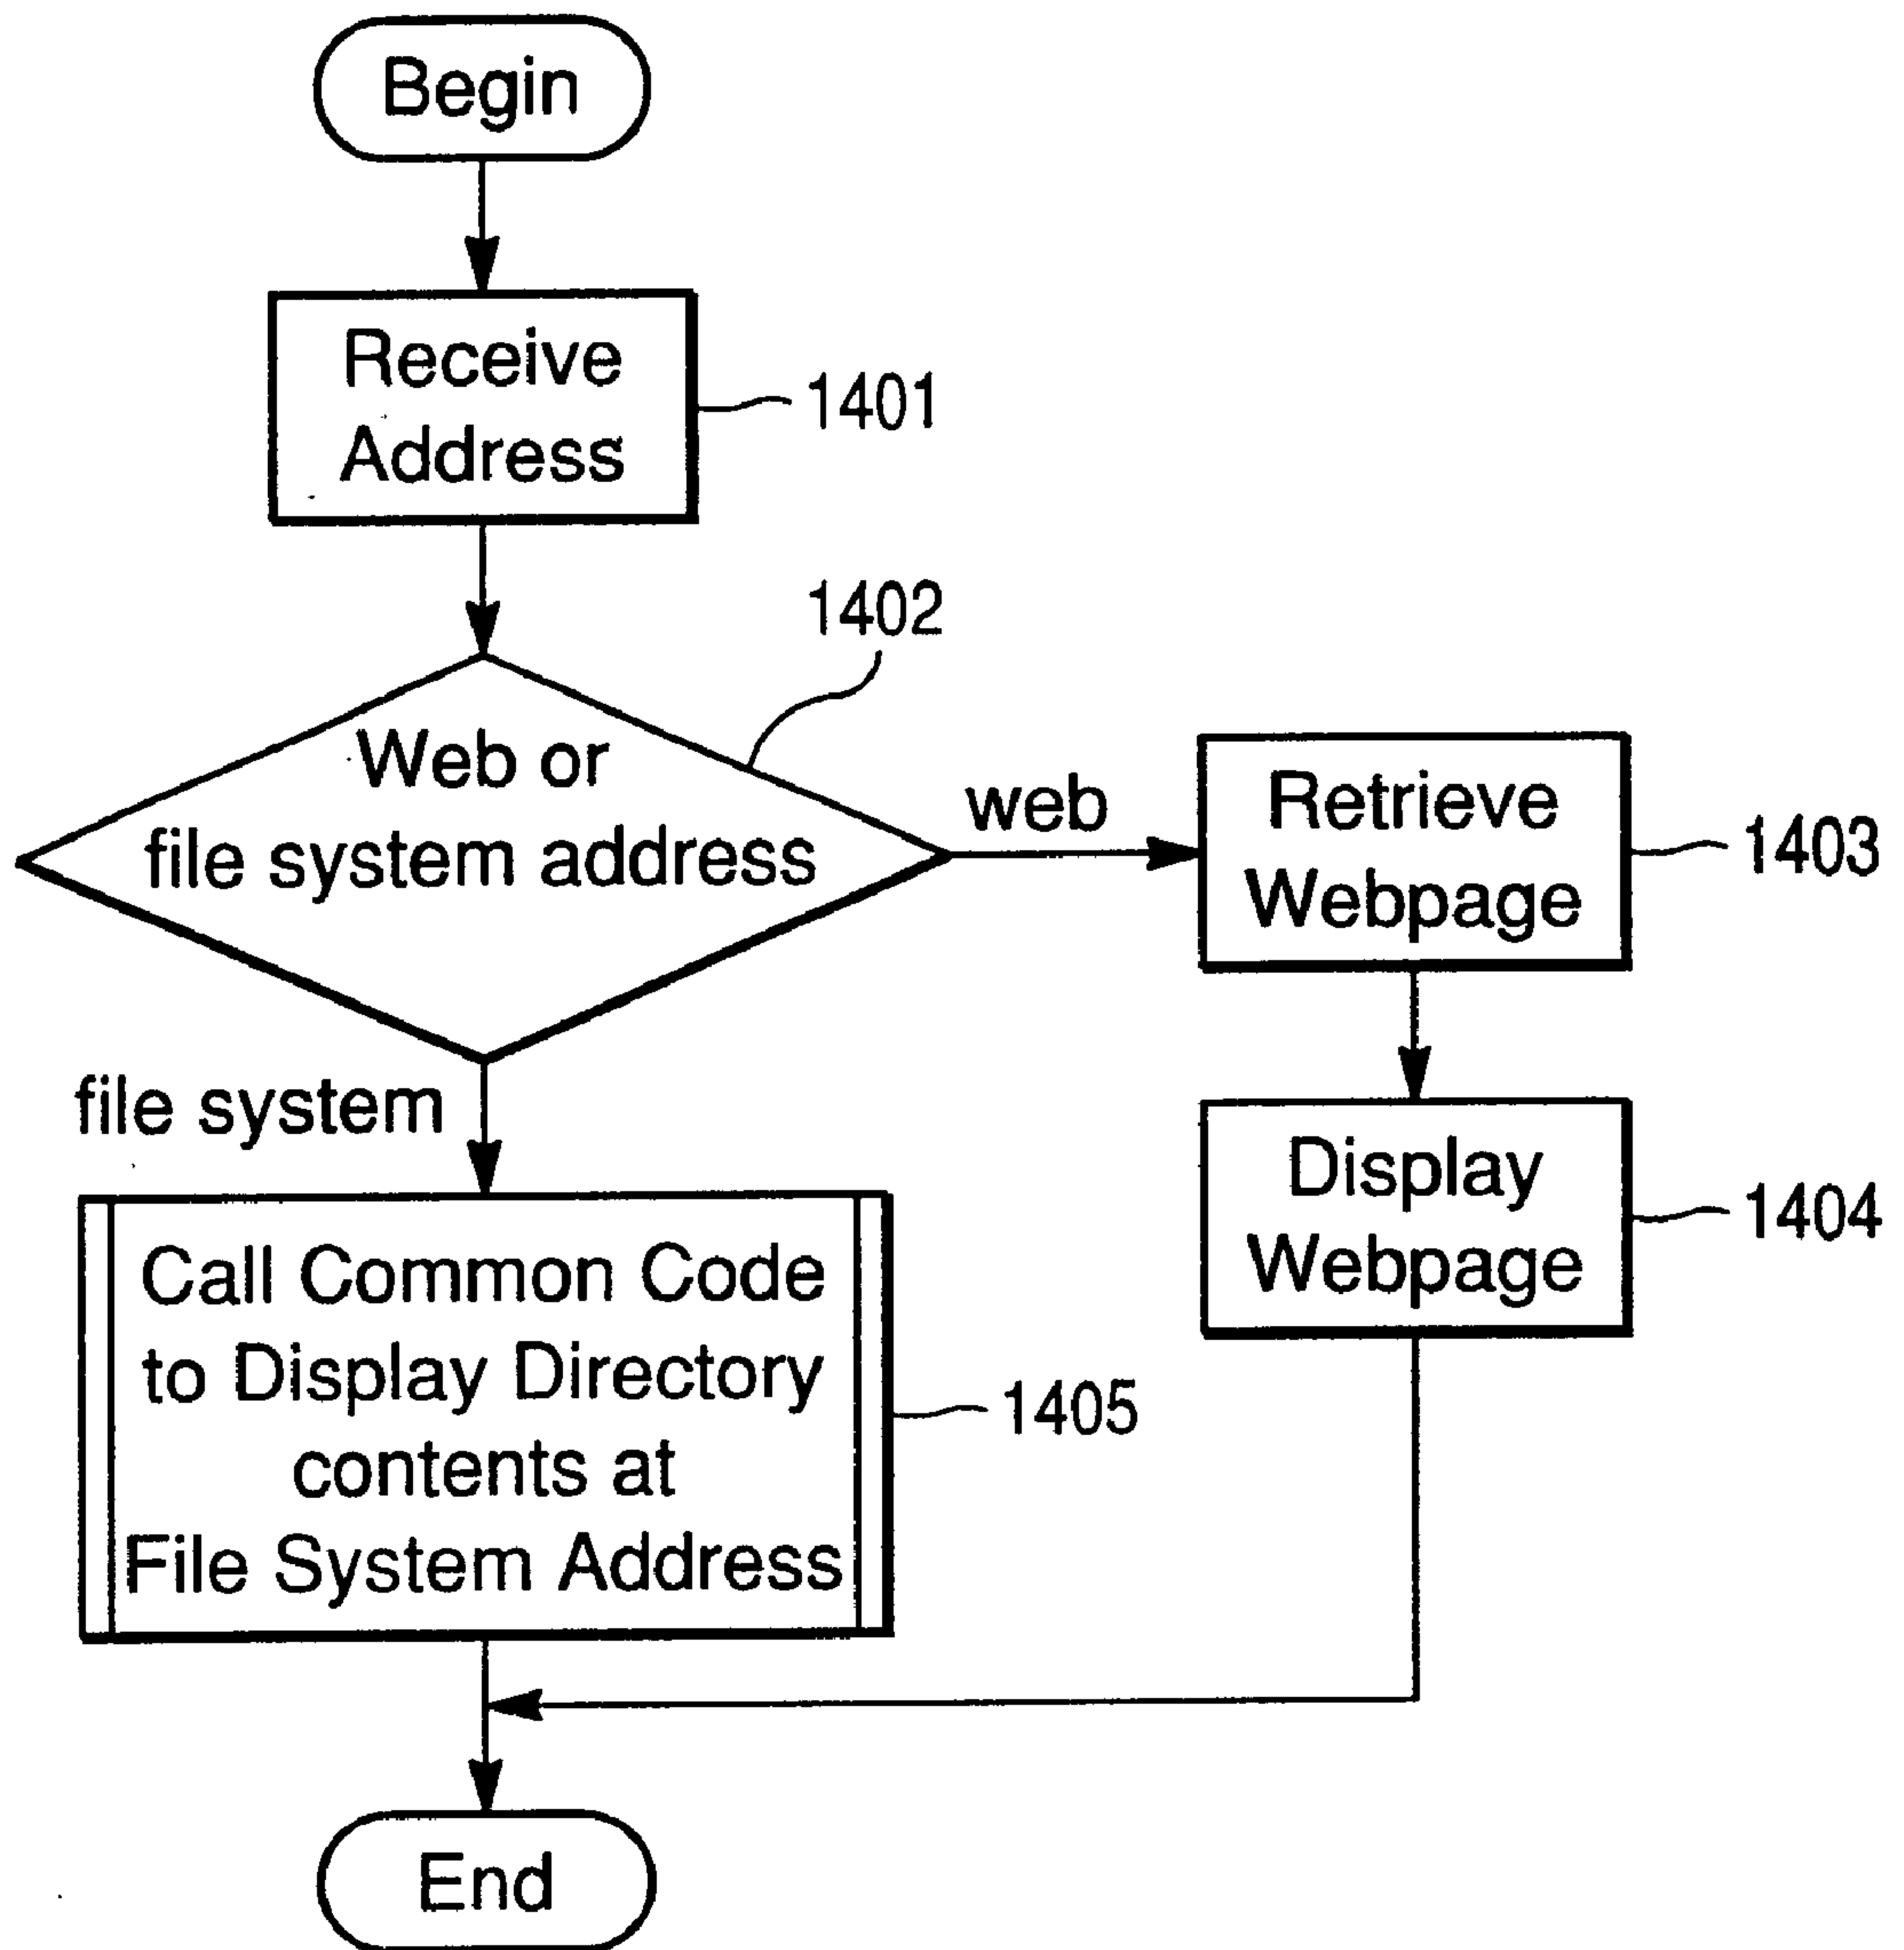 Begin
Receive
Address
1401
1402
Web or
file system address
web
Retrieve
Webpage
1403
file system
Display
Webpage
1404
Call Common Code
to Display Directory
contents at
File System Address
1405
End